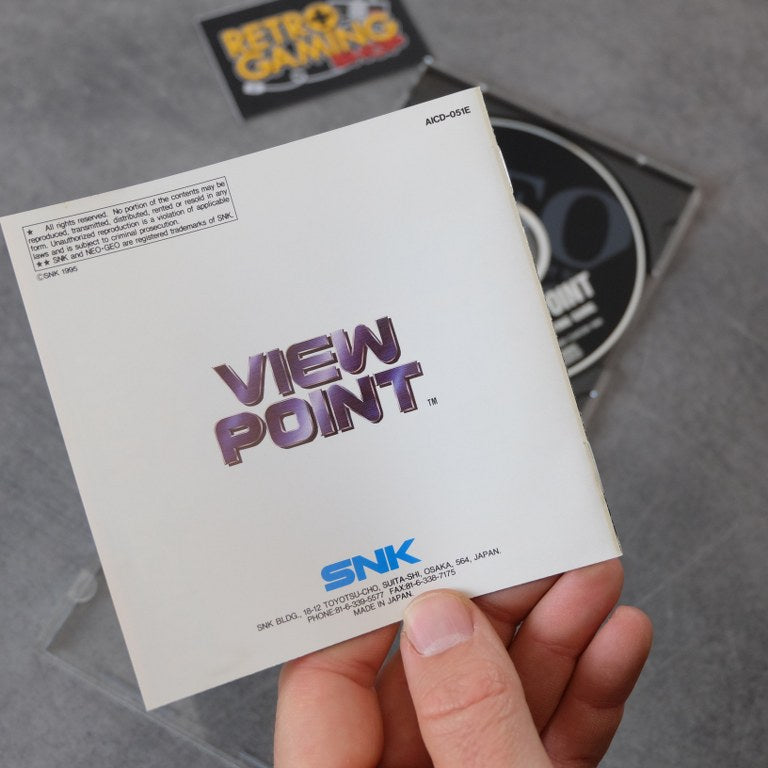 RETRO
GAMING
AICD-051E
★ All rights reserved. No portion of the contents may be
reproduced, transmitted, distributed, rented or resold in any
form. Unauthorized reproduction is a violation of applicable
laws and is subject to criminal prosecution.
★★ SNK and NEO•GEO are registered trademarks of SNK.
©SNK 1995
VIEW
POINT
TM
SNK
SNK BLDG., 18-12 TOYOTSU-CHO, SUITA-SHI, OSAKA, 564, JAPAN.
PHONE:81-6-339-5577 FAX:81-6-338-7175
MADE IN JAPAN.